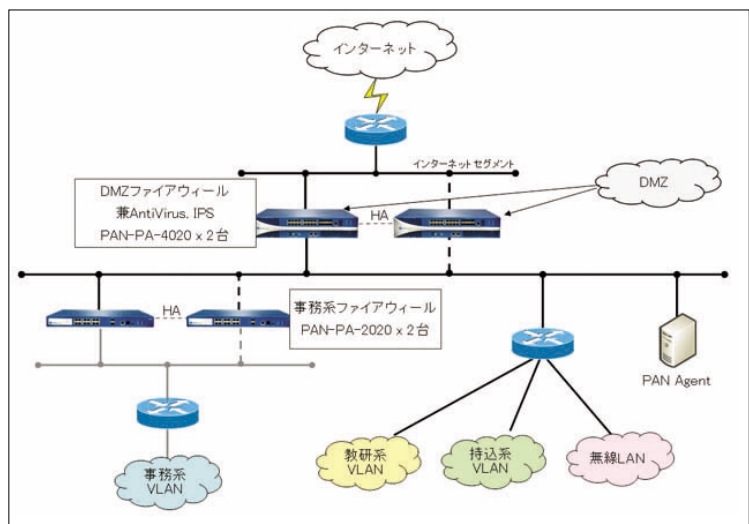 インターネット
インターネットセグメント
DMZファイアウィール
兼AntiVirus, IPS
PAN-PA-4020 x 2台
HA
DMZ
HA
事務系ファイアウィール
PAN-PA-2020 x 2台
PAN Agent
事務系
VLAN
教研系
VLAN
持込系
VLAN
無線LAN